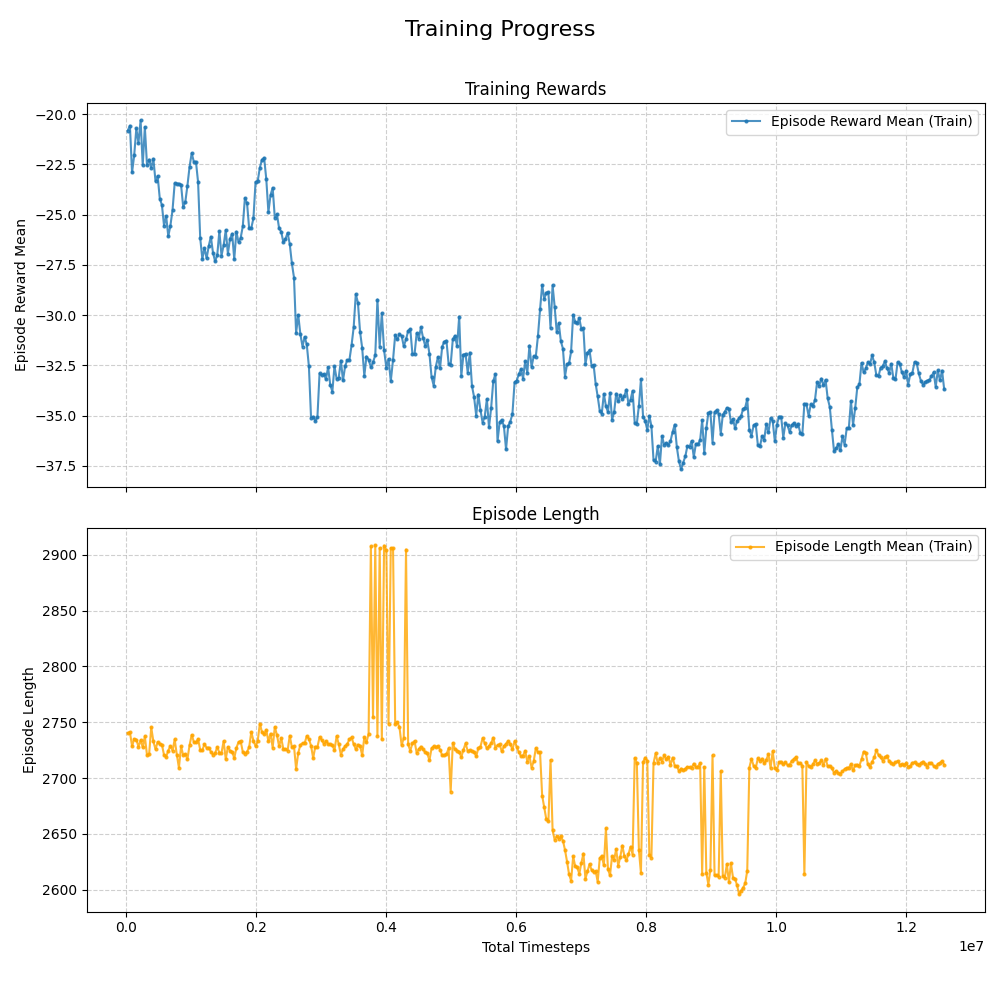 Training Progress
Training Rewards
Episode Reward Mean (Train)
−20.0
−22.5
−25.0
−27.5
−30.0
−32.5
−35.0
−37.5
Episode Reward Mean
Episode Length
Episode Length Mean (Train)
2900
2850
2800
2750
2700
2650
2600
Episode Length
0.0
0.2
0.4
0.6
0.8
1.0
1.2
1e7
Total Timesteps